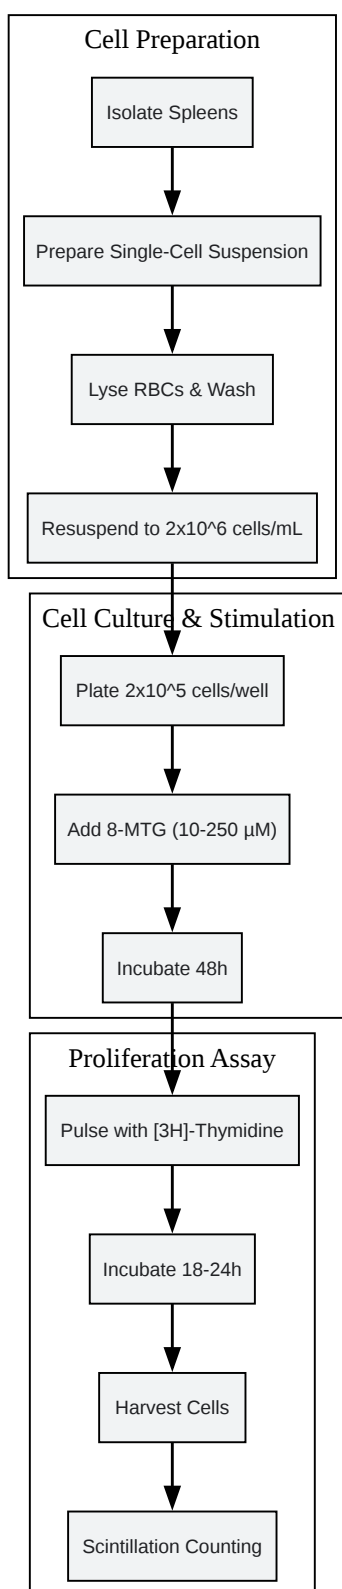 Cell Preparation
Isolate Spleens
Prepare Single-Cell Suspension
Lyse RBCs & Wash
Resuspend to 2x10^6 cells/mL
Cell Culture & Stimulation
Plate 2x10^5 cells/well
Add 8-MTG (10-250 µM)
Incubate 48h
Proliferation Assay
Pulse with [3H]-Thymidine
Incubate 18-24h
Harvest Cells
Scintillation Counting